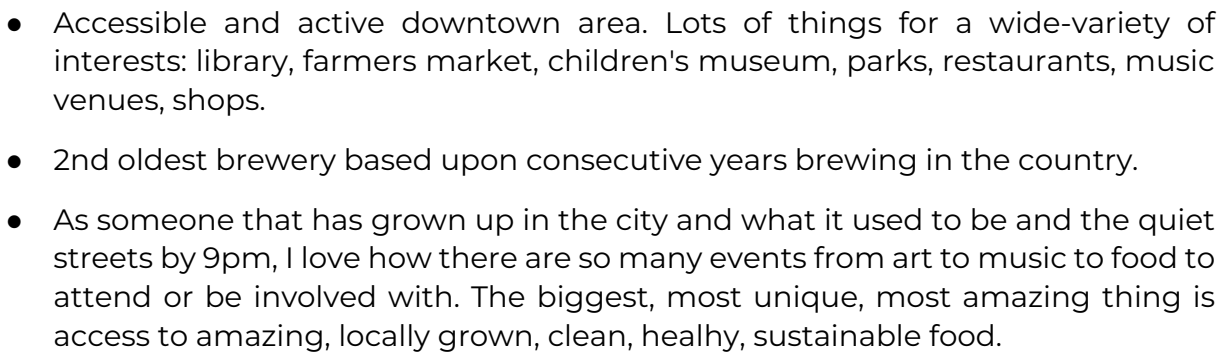 ● Accessible and active downtown area. Lots of things for a wide-variety of
interests: library, farmers market, children's museum, parks, restaurants, music
venues, shops.
● 2nd oldest brewery based upon consecutive years brewing in the country.
● As someone that has grown up in the city and what it used to be and the quiet
streets by 9pm, I love how there are so many events from art to music to food to
attend or be involved with. The biggest, most unique, most amazing thing is
access to amazing, locally grown, clean, healhy, sustainable food.